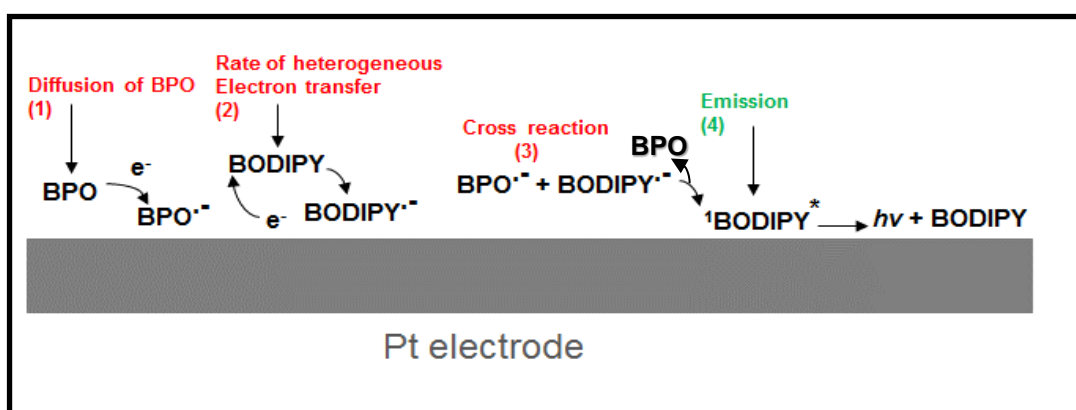 Diffusion of BPO
(1)
BPO
e-
BPO·-
Rate of heterogeneous
Electron transfer
(2)
BODIPY
e-
BODIPY·-
Cross reaction
(3)
BPO
BPO·- + BODIPY·-
Emission
(4)
¹BODIPY* → hv + BODIPY
Pt electrode